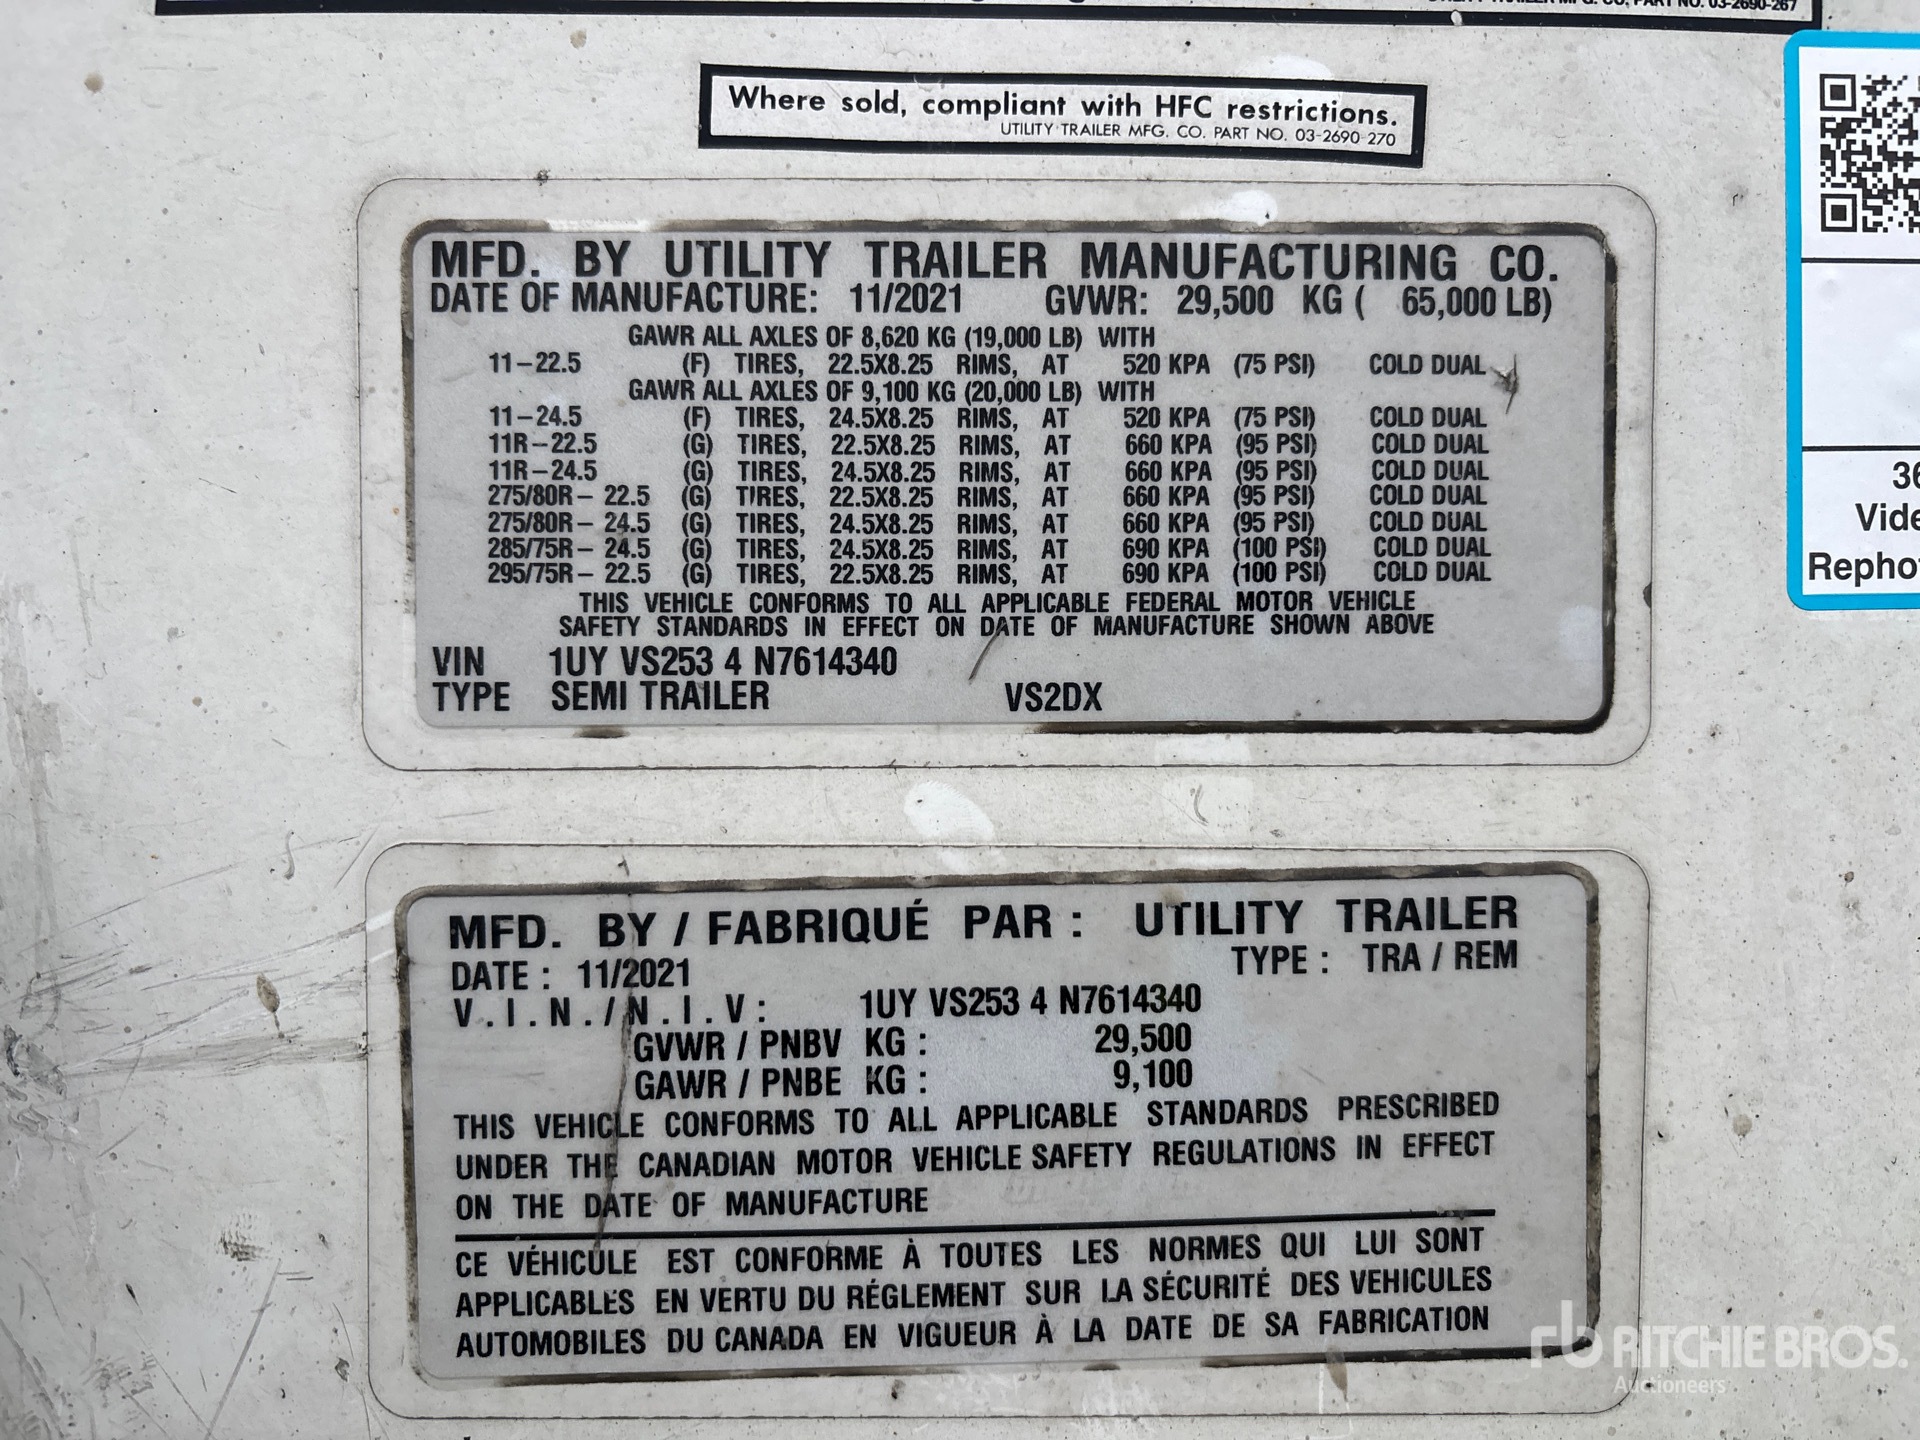 PART NO. 03-2690-267
Where sold, compliant with HFC restrictions.
UTILITY TRAILER MFG. CO. PART NO. 03-2690-270
MFD. BY UTILITY TRAILER MANUFACTURING CO.
DATE OF MANUFACTURE: 11/2021 GVWR: 29,500 KG ( 65,000 LB)
GAWR ALL AXLES OF 8,620 KG (19,000 LB) WITH
11-22.5 (F) TIRES, 22.5X8.25 RIMS, AT 520 KPA (75 PSI) COLD DUAL
GAWR ALL AXLES OF 9,100 KG (20,000 LB) WITH
11-24.5 (F) TIRES, 24.5X8.25 RIMS, AT 520 KPA (75 PSI) COLD DUAL
11R-22.5 (G) TIRES, 22.5X8.25 RIMS, AT 660 KPA (95 PSI) COLD DUAL
11R-24.5 (G) TIRES, 24.5X8.25 RIMS, AT 660 KPA (95 PSI) COLD DUAL
275/80R- 22.5 (G) TIRES, 22.5X8.25 RIMS, AT 660 KPA (95 PSI) COLD DUAL
275/80R- 24.5 (G) TIRES, 24.5X8.25 RIMS, AT 660 KPA (95 PSI) COLD DUAL
285/75R- 24.5 (G) TIRES, 24.5X8.25 RIMS, AT 690 KPA (100 PSI) COLD DUAL
295/75R- 22.5 (G) TIRES, 22.5X8.25 RIMS, AT 690 KPA (100 PSI) COLD DUAL
THIS VEHICLE CONFORMS TO ALL APPLICABLE FEDERAL MOTOR VEHICLE
SAFETY STANDARDS IN EFFECT ON DATE OF MANUFACTURE SHOWN ABOVE
VIN 1UY VS253 4 N7614340
TYPE SEMI TRAILER VS2DX
36
Vide
Repho
MFD. BY / FABRIQUÉ PAR : UTILITY TRAILER
DATE : 11/2021 TYPE : TRA / REM
V.I.N./N.I.V: 1UY VS253 4 N7614340
GVWR / PNBV KG : 29,500
GAWR / PNBE KG : 9,100
THIS VEHICLE CONFORMS TO ALL APPLICABLE STANDARDS PRESCRIBED
UNDER THE CANADIAN MOTOR VEHICLE SAFETY REGULATIONS IN EFFECT
ON THE DATE OF MANUFACTURE
CE VÉHICULE EST CONFORME À TOUTES LES NORMES QUI LUI SONT
APPLICABLES EN VERTU DU RÉGLEMENT SUR LA SÉCURITÉ DES VEHICULES
AUTOMOBILES DU CANADA EN VIGUEUR À LA DATE DE SA FABRICATION
rb RITCHIE BROS.
Auctioneers